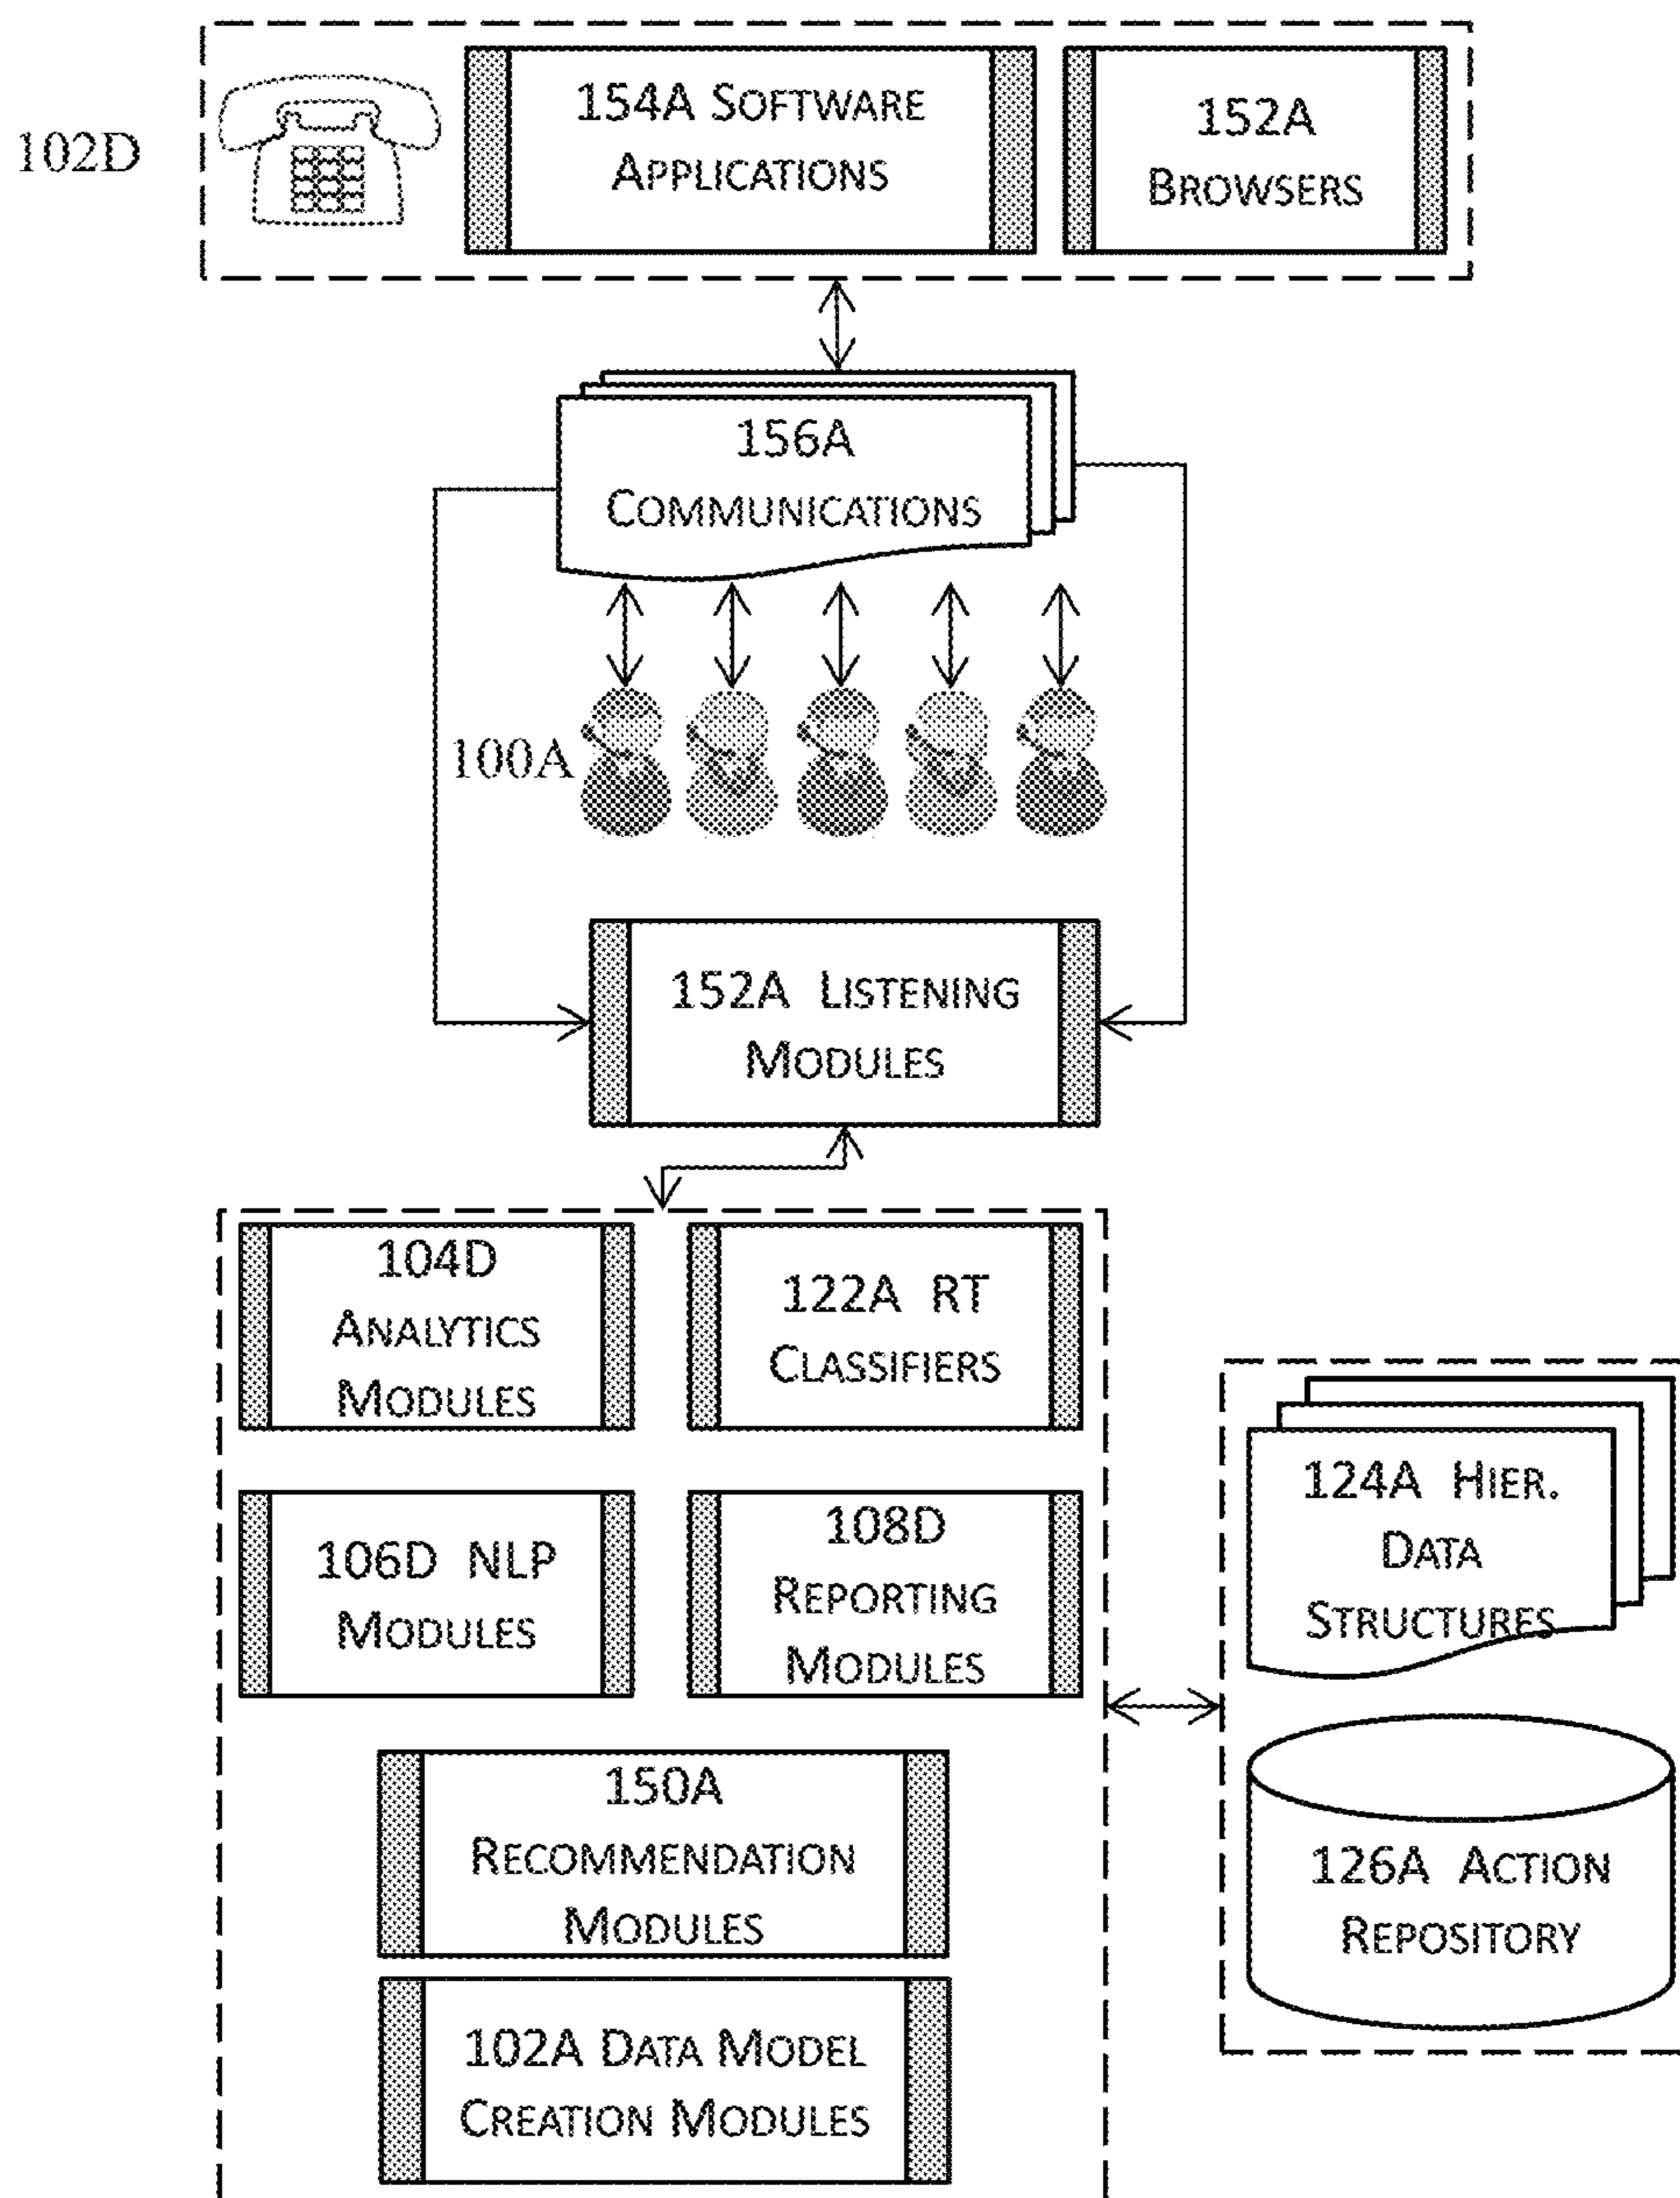 102D
154A SOFTWARE
APPLICATIONS
152A
BROWSERS
156A
COMMUNICATIONS
100A
152A LISTENING
MODULES
104D
ANALYTICS
MODULES
122A RT
CLASSIFIERS
106D NLP
MODULES
108D
REPORTING
MODULES
124A HIER.
DATA
STRUCTURES
150A
RECOMMENDATION
MODULES
126A ACTION
REPOSITORY
102A DATA MODEL
CREATION MODULES